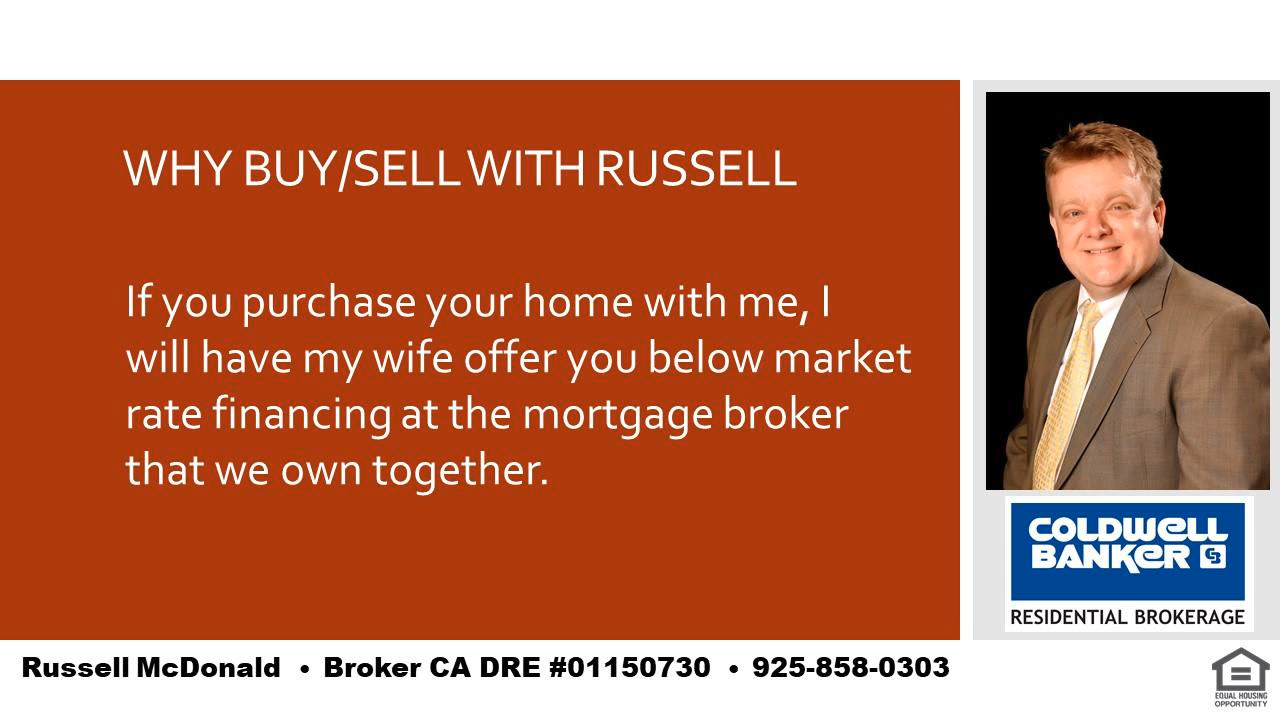 WHY BUY/SELL WITH RUSSELL
If you purchase your home with me, I
will have my wife offer you below market
rate financing at the mortgage broker
that we own together.
COLDWELL
BANKER CB
RESIDENTIAL BROKERAGE
Russell McDonald • Broker CA DRE #01150730 • 925-858-0303
EQUAL HOUSING
OPPORTUNITY